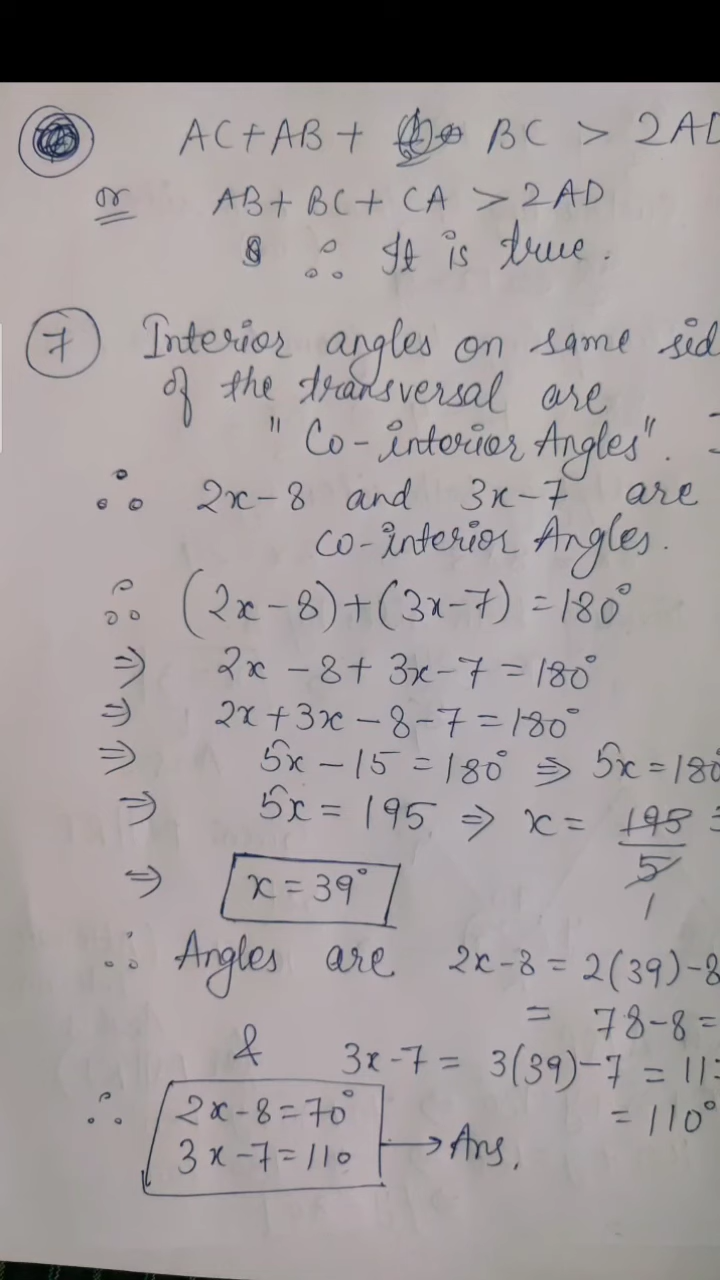 AC+AB+ BC > 2AD
or AB+ BC+ CA > 2AD
∴ It is true.
7 Interior angles on same sid
of the transversal are
" Co-interior Angles".
∴ 2x-8 and 3x-7 are
co-interior Angles.
∴ (2x-8)+(3x-7) = 180°
⇒ 2x - 8 + 3x - 7 = 180°
⇒ 2x+3x - 8 - 7 = 180°
⇒ 5x - 15 = 180° ⇒ 5x = 180
⇒ 5x = 195 ⇒ x = 195/5 =
1
⇒ x = 39°
∴ Angles are 2x-8 = 2(39)-8
= 78-8 =
& 3x-7 = 3(39)-7 = 11
= 110°
∴ 2x-8 = 70°
3x-7 = 110 → Ans.